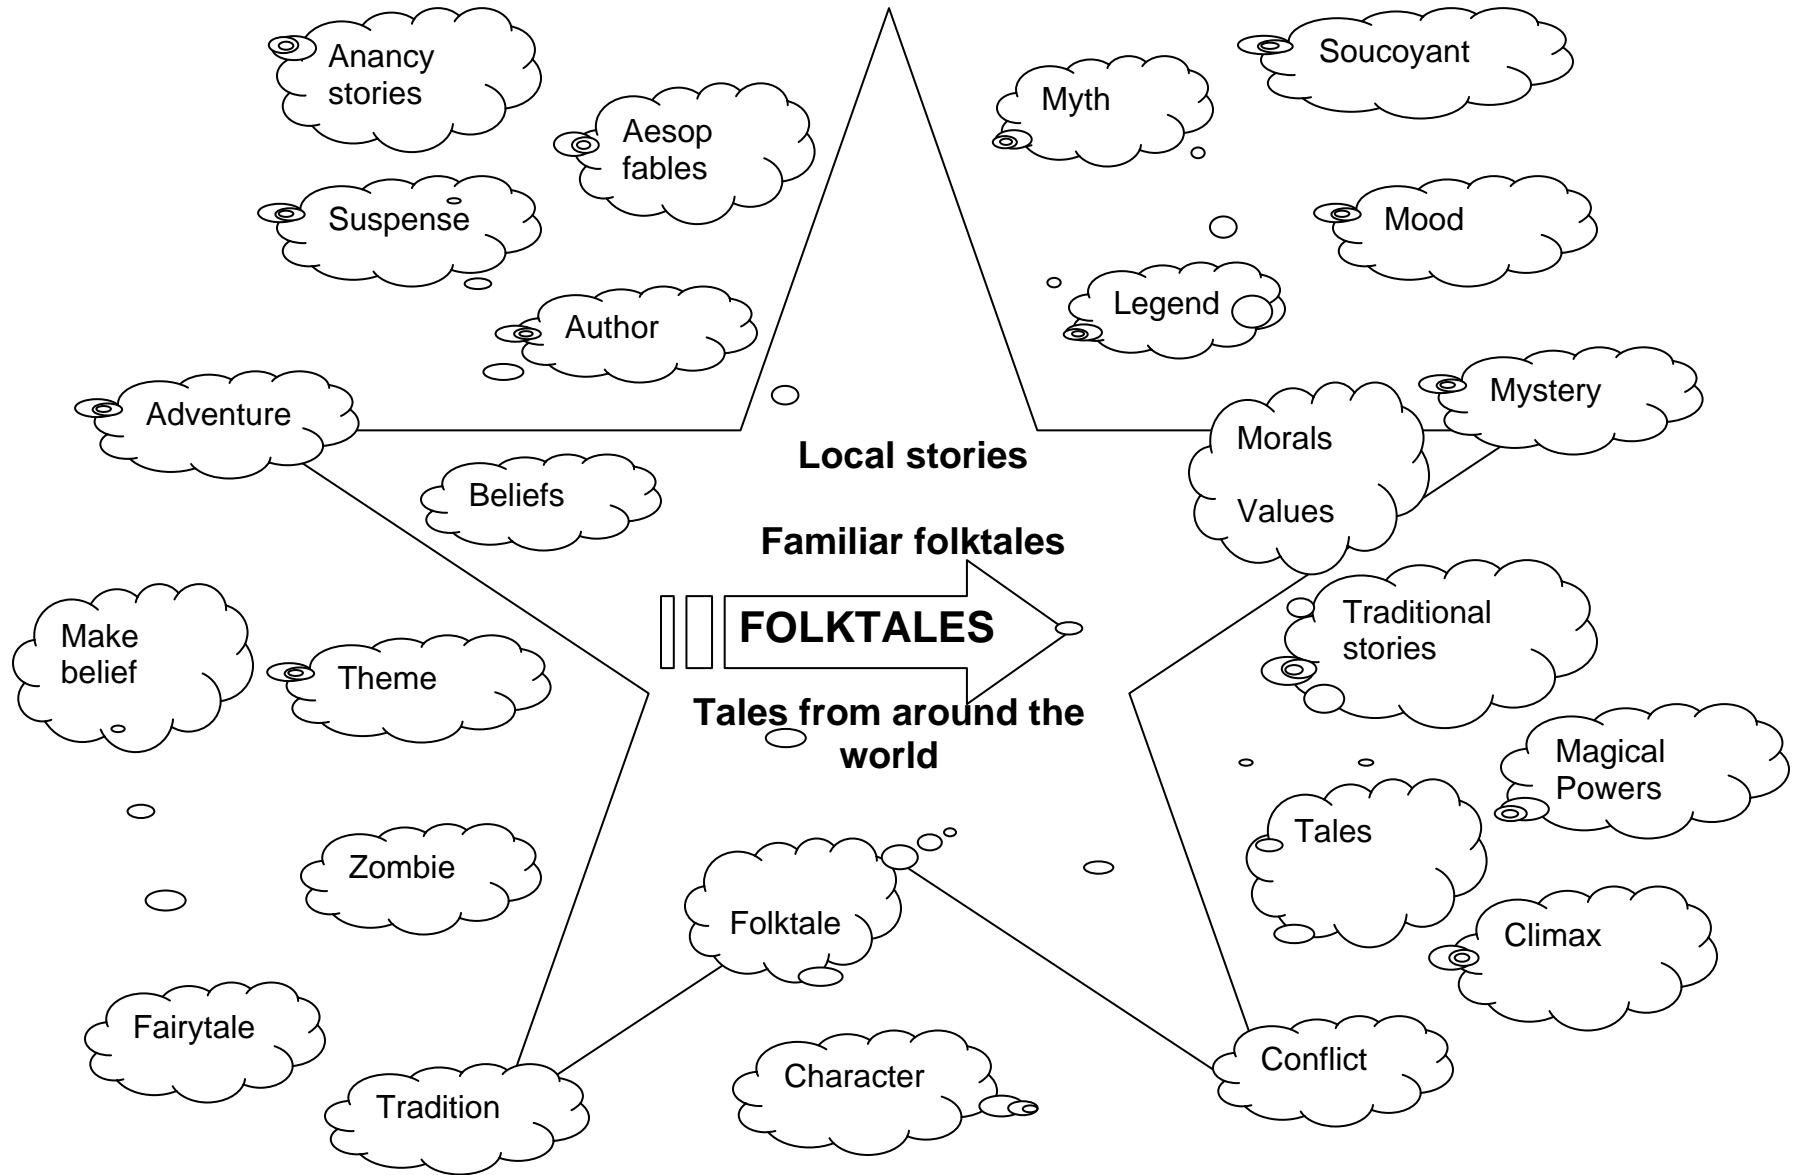 Anancy
stories
Soucoyant
Myth
Aesop
fables
Suspense
Mood
Legend
Author
Mystery
Adventure
Morals
Values
Local stories
Beliefs
Familiar folktales
FOLKTALES
Traditional
stories
Make
belief
Theme
Tales from around the
world
Magical
Powers
Tales
Zombie
Folktale
Climax
Fairytale
Conflict
Character
Tradition